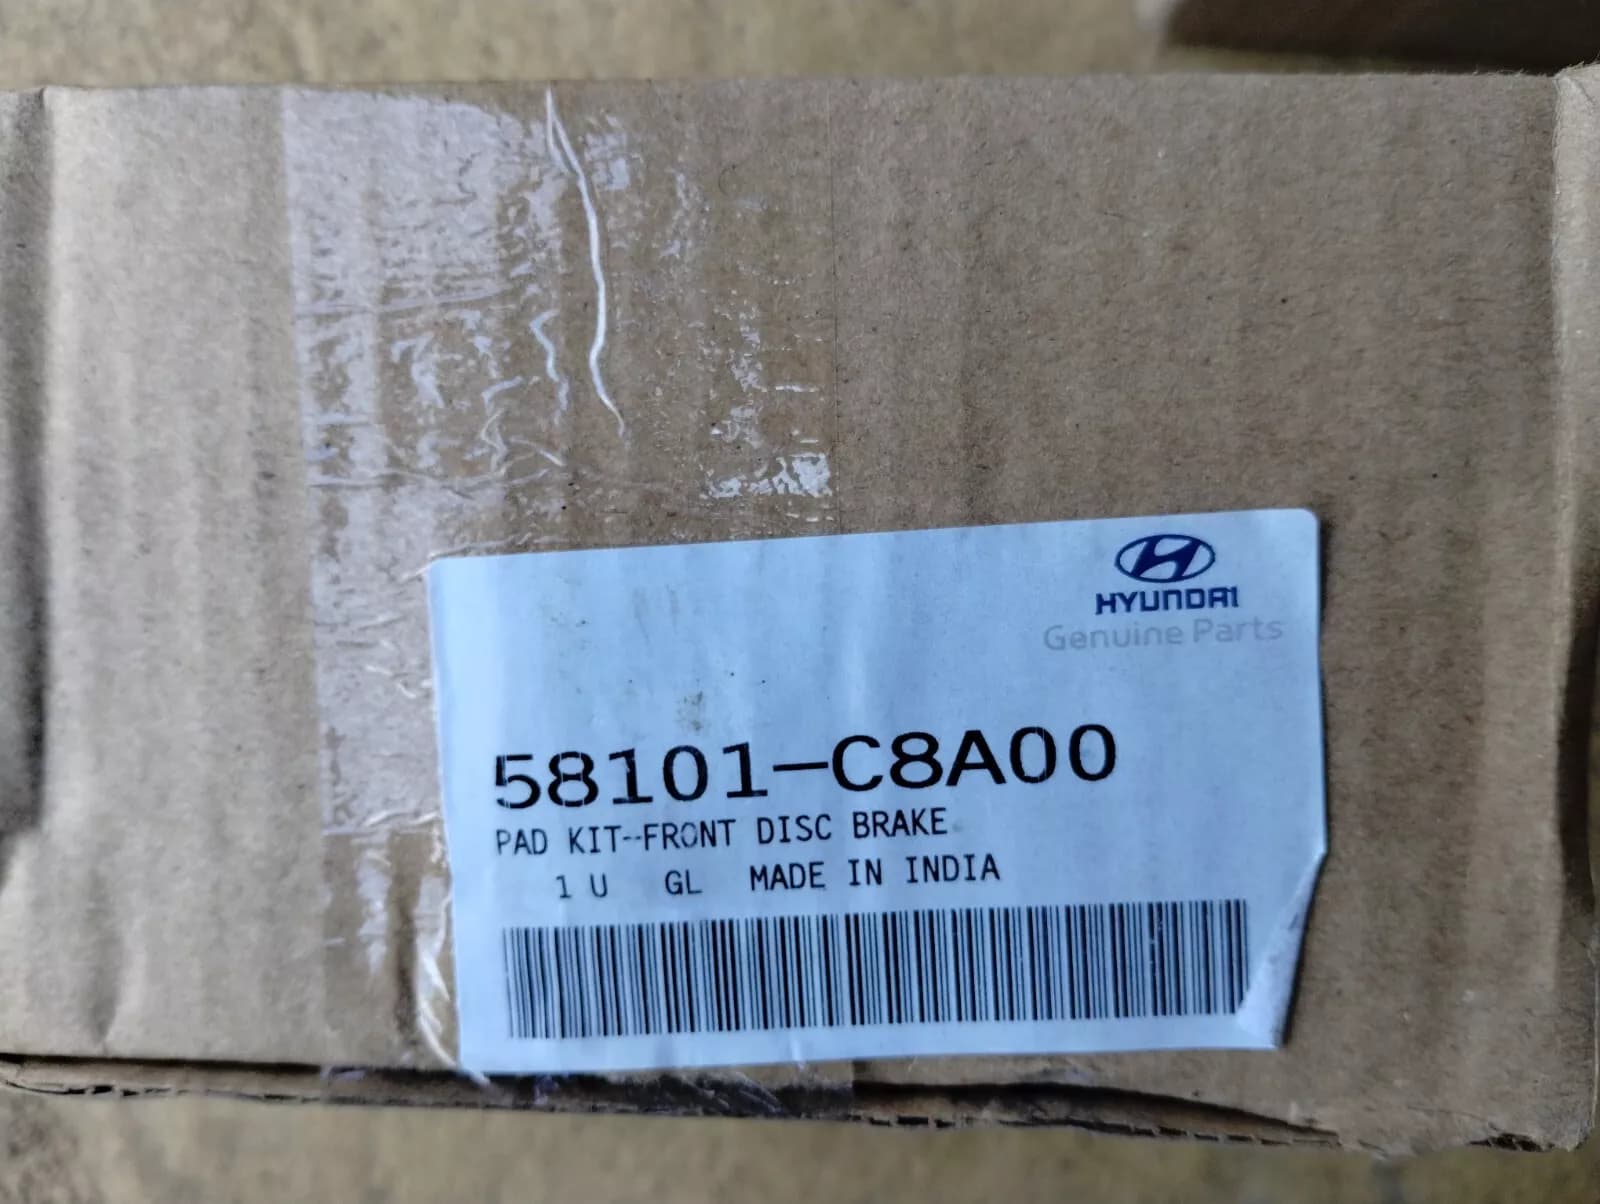 HYUNDAI
Genuine Parts
58101-C8A00
PAD KIT--FRONT DISC BRAKE
1 U GL MADE IN INDIA